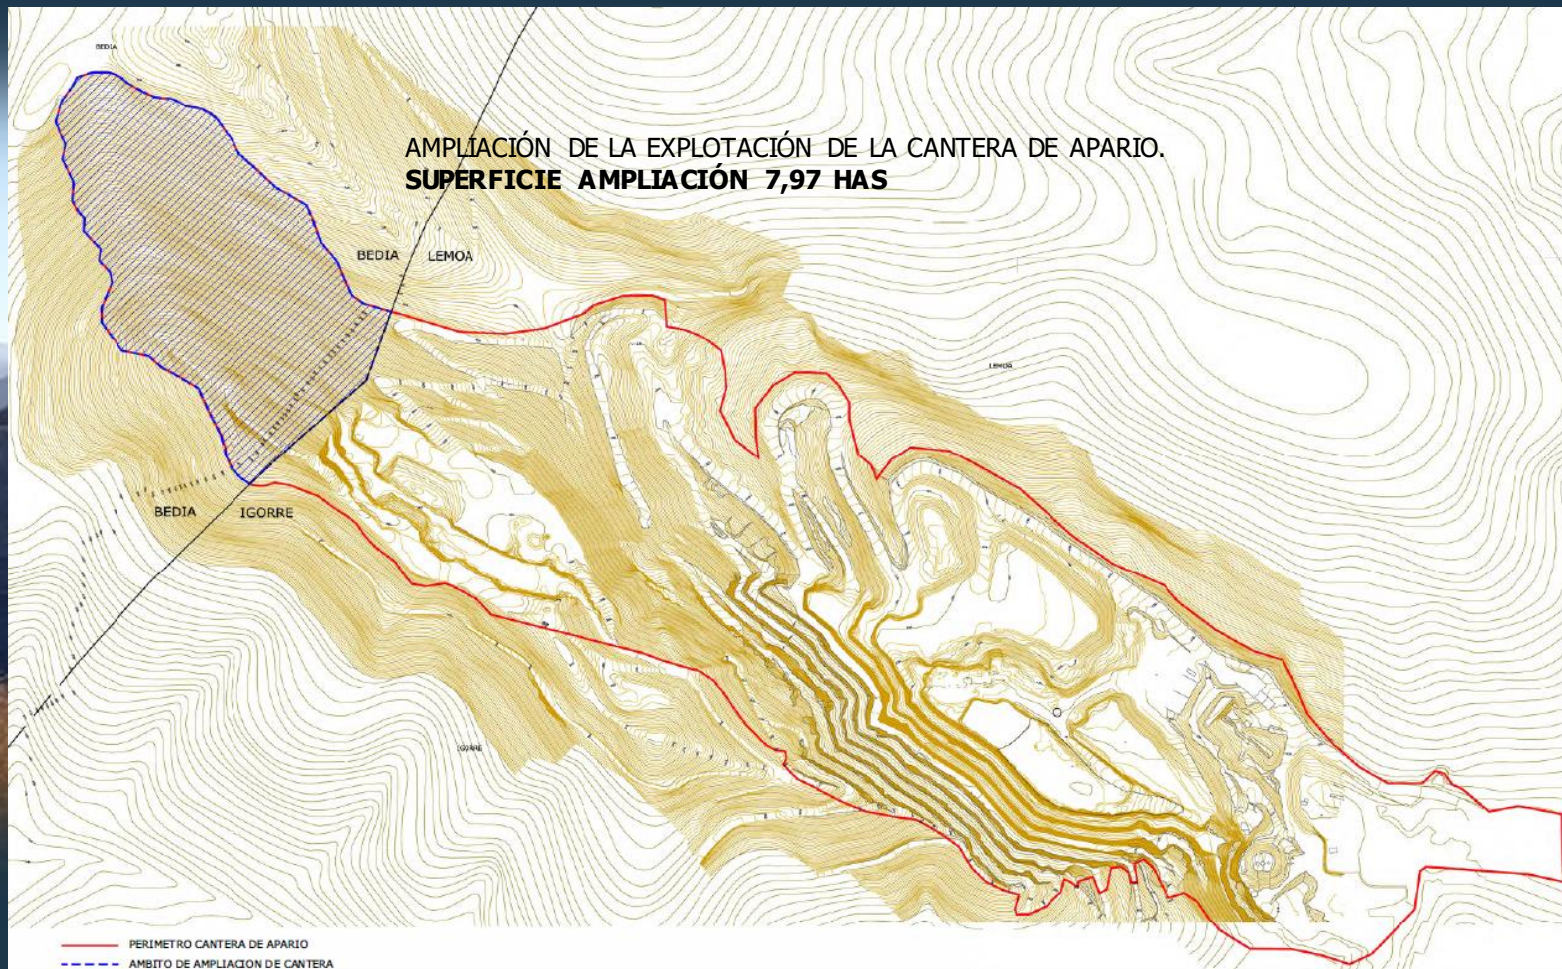 BEDIA
AMPLIACIÓN DE LA EXPLOTACIÓN DE LA CANTERA DE APARIO.
SUPERFICIE AMPLIACIÓN 7,97 HAS
BEDIA LEMOA
LEMOA
BEDIA IGORRE
IGORRE
PERIMETRO CANTERA DE APARIO
AMBITO DE AMPLIACION DE CANTERA